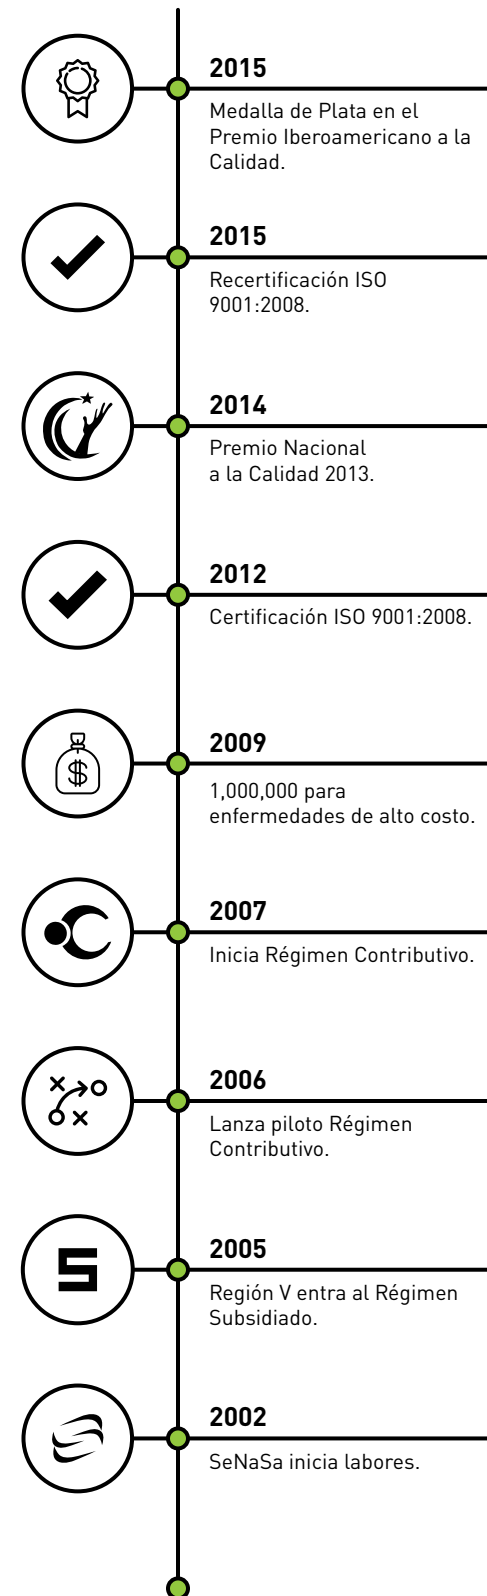 2015
Medalla de Plata en el
Premio Iberoamericano a la
Calidad.
2015
Recertificación ISO
9001:2008.
2014
Premio Nacional
a la Calidad 2013.
2012
Certificación ISO 9001:2008.
2009
$
1,000,000 para
enfermedades de alto costo.
2007
Inicia Régimen Contributivo.
2006
Lanza piloto Régimen
Contributivo.
2005
S
Región V entra al Régimen
Subsidiado.
2002
SeNaSa inicia labores.